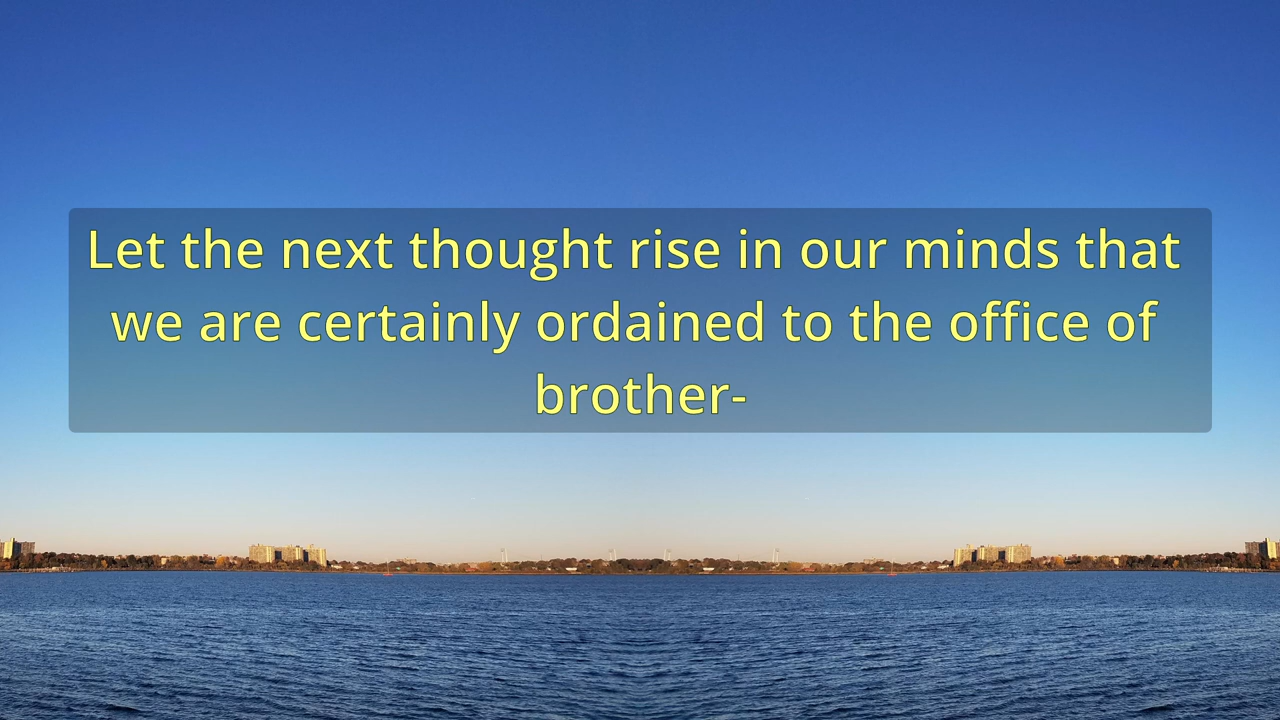 Let the next thought rise in our minds that
we are certainly ordained to the office of
brother-